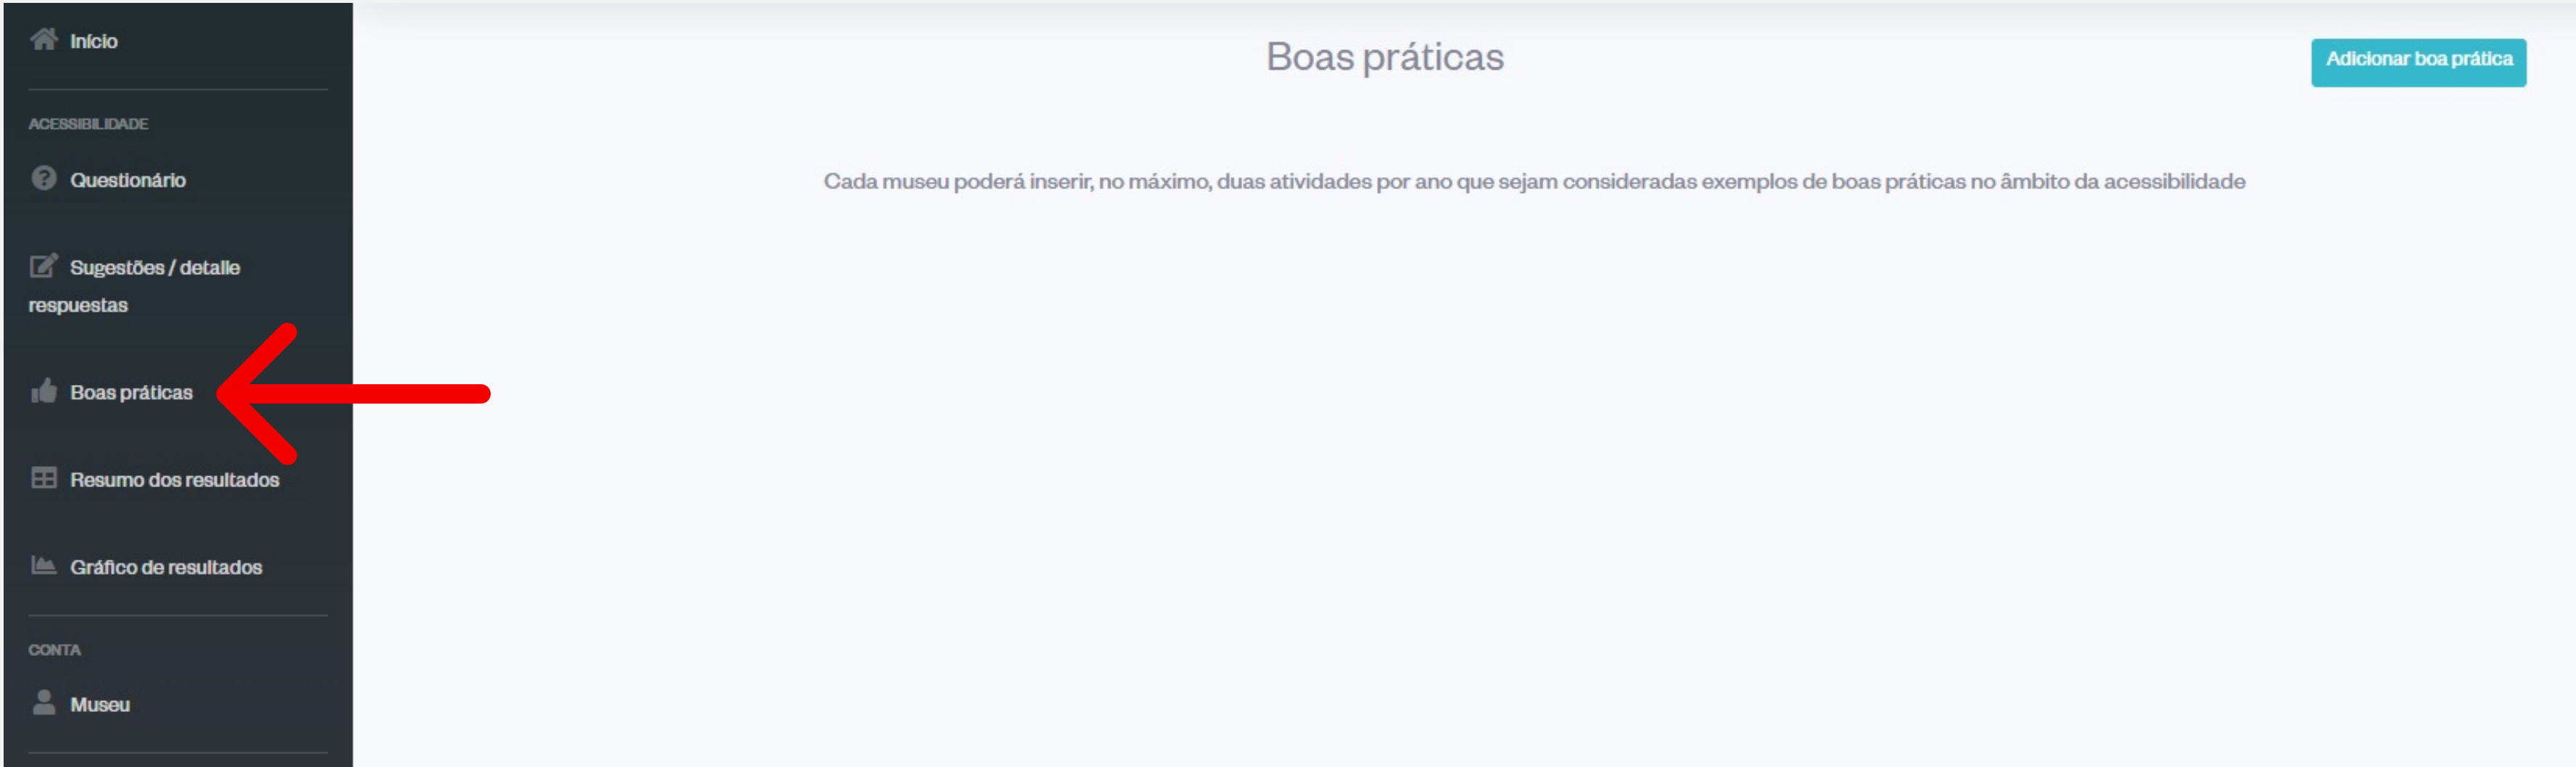 Início
ACESSIBILIDADE
Questionário
Sugestões / detalle
respuestas
Boas práticas
Resumo dos resultados
Gráfico de resultados
CONTA
Museu
Boas práticas
Adicionar boa prática
Cada museu poderá inserir, no máximo, duas atividades por ano que sejam consideradas exemplos de boas práticas no âmbito da acessibilidade